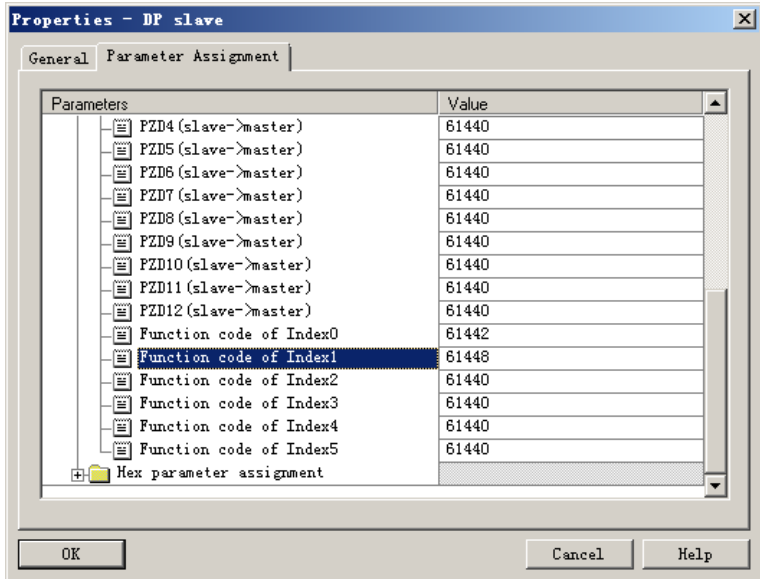 Properties - DP slave
General Parameter Assignment
Parameters Value
PZD4(slave->master) 61440
PZD5(slave->master) 61440
PZD6(slave->master) 61440
PZD7(slave->master) 61440
PZD8(slave->master) 61440
PZD9(slave->master) 61440
PZD10(slave->master) 61440
PZD11(slave->master) 61440
PZD12(slave->master) 61440
Function code of Index0 61442
Function code of Index1 61448
Function code of Index2 61440
Function code of Index3 61440
Function code of Index4 61440
Function code of Index5 61440
Hex parameter assignment
OK Cancel Help